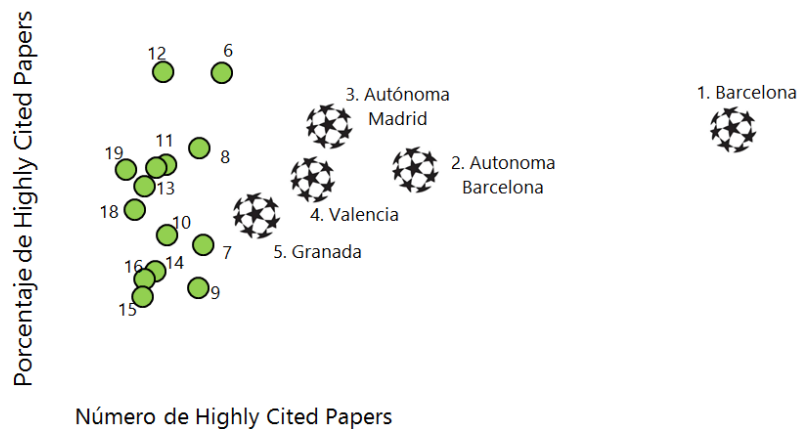 Porcentaje de Highly Cited Papers
12
6
1. Barcelona
3. Autónoma
Madrid
11
8
19
2. Autonoma
Barcelona
13
18
4. Valencia
10
7
5. Granada
16
14
9
15
Número de Highly Cited Papers